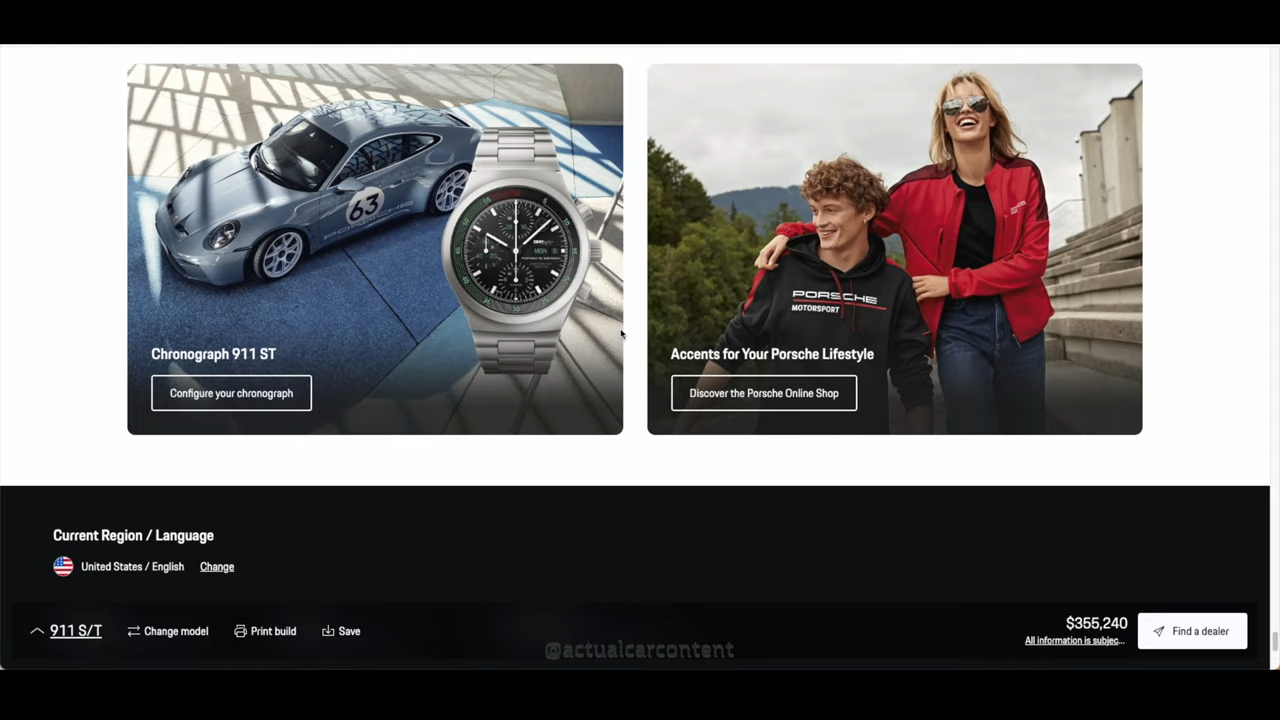 63
PORSCHE
MON
Chronograph 911 ST
Configure your chronograph
PORSCHE
MOTORSPORT
Accents for Your Porsche Lifestyle
Discover the Porsche Online Shop
Current Region / Language
United States / English Change
911 S/T
Change model
Print build
Save
$355,240
All information is subjec...
Find a dealer
@actualcarcontent